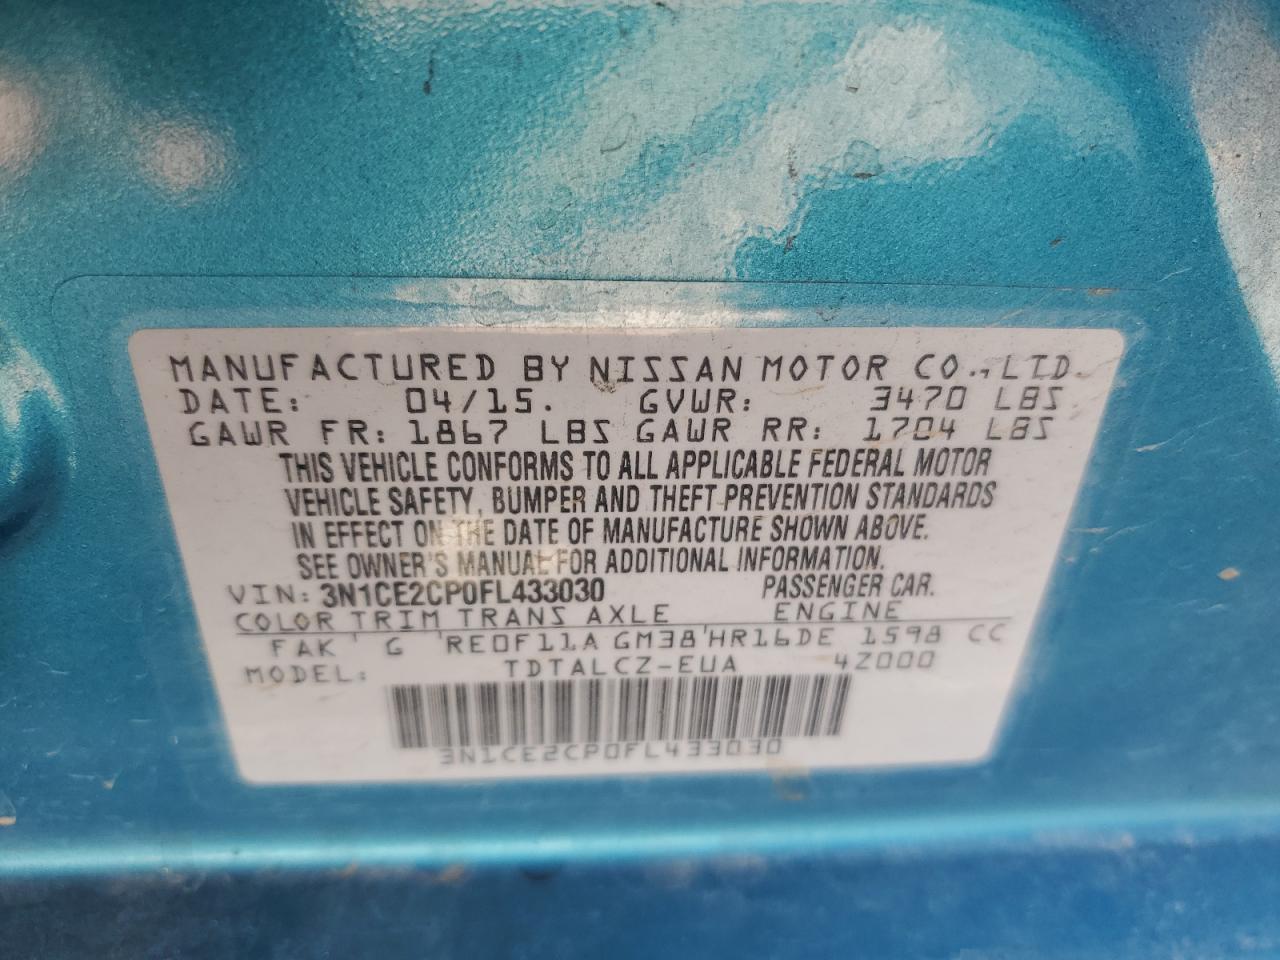 MANUFACTURED BY NISSAN MOTOR CO., LTD.
DATE: 04/15. GVWR: 3470 LBS
GAWR FR: 1867 LBS GAWR RR: 1704 LBS
THIS VEHICLE CONFORMS TO ALL APPLICABLE FEDERAL MOTOR
VEHICLE SAFETY, BUMPER AND THEFT PREVENTION STANDARDS
IN EFFECT ON THE DATE OF MANUFACTURE SHOWN ABOVE.
SEE OWNER'S MANUAL FOR ADDITIONAL INFORMATION.
VIN: 3N1CE2CP0FL433030 PASSENGER CAR.
COLOR TRIM TRANS AXLE ENGINE
FAK G RE0F11A GM38 HR16DE 1598 CC
MODEL: TDTALCZ-EUA 4Z000
3N1CE2CP0FL433030